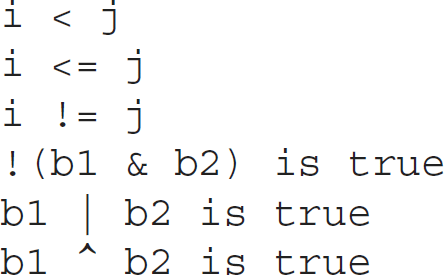 i < j
i <= j
i != j
!(b1 & b2) is true
b1 | b2 is true
b1 ^ b2 is true